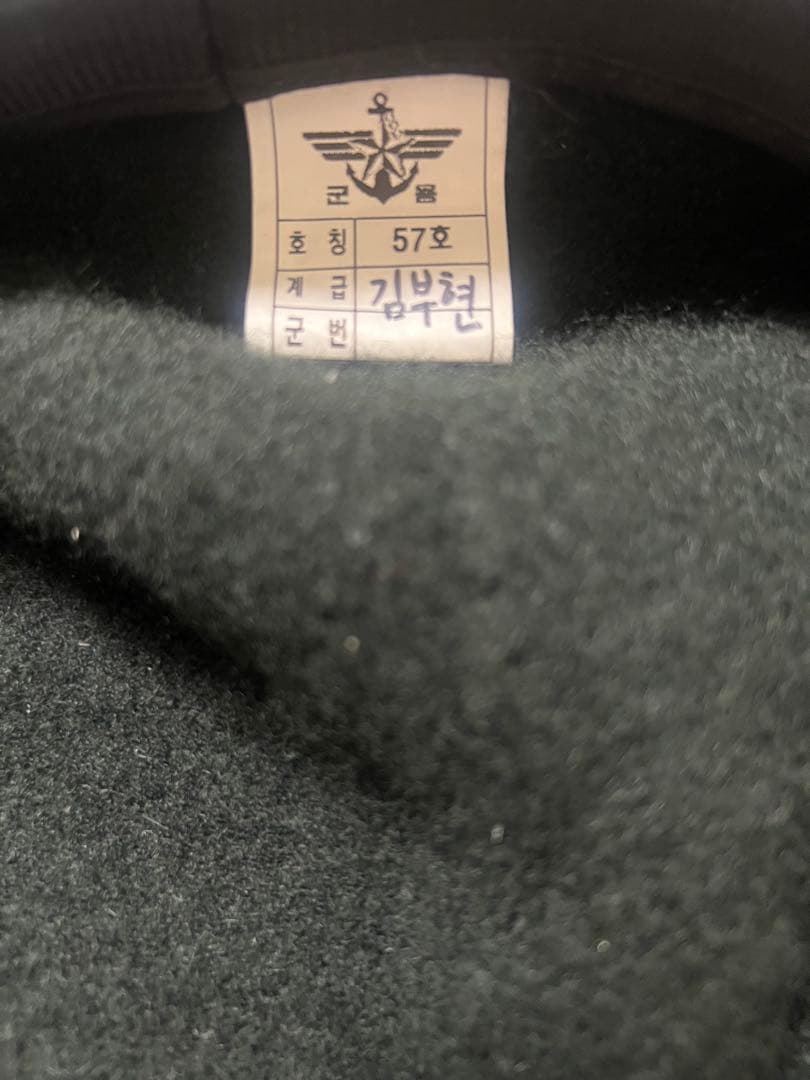 군 용
호 칭 57호
계 급 김부현
군 번